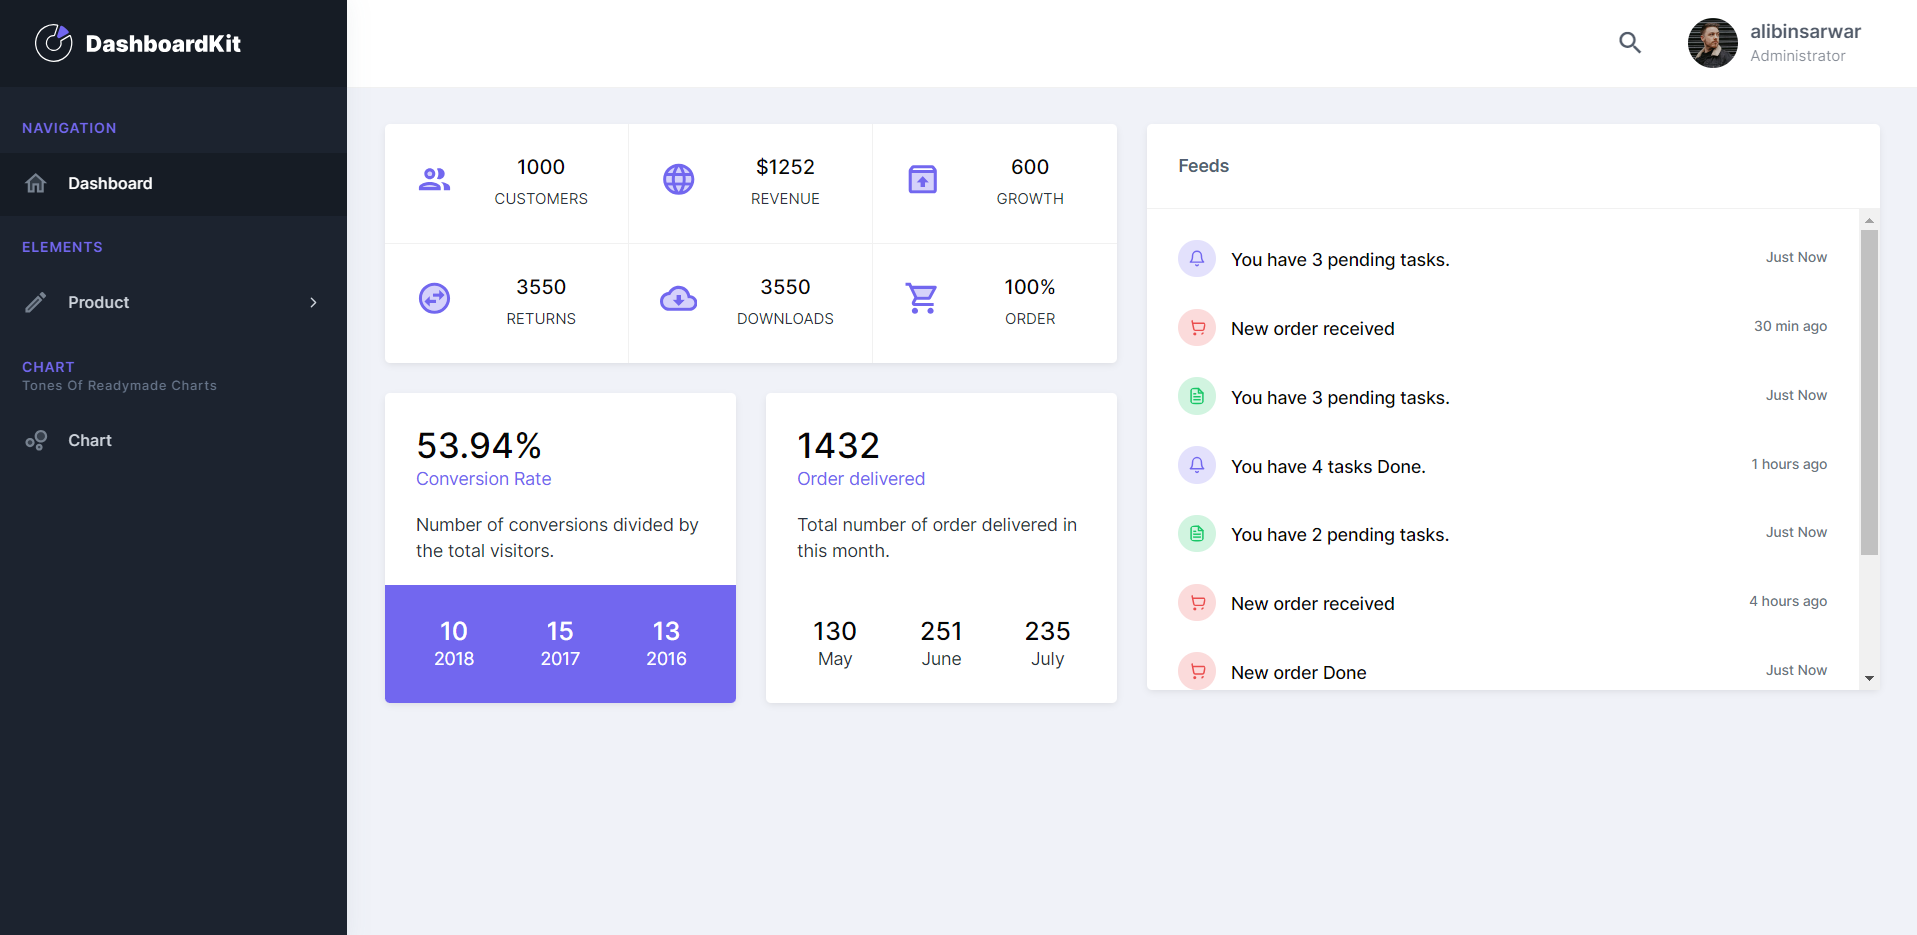 DashboardKit
alibinsarwar
Administrator
NAVIGATION
Dashboard
ELEMENTS
Product
CHART
Tones Of Readymade Charts
Chart
1000
CUSTOMERS
$1252
REVENUE
600
GROWTH
3550
RETURNS
3550
DOWNLOADS
100%
ORDER
53.94%
Conversion Rate
Number of conversions divided by
the total visitors.
10
2018
15
2017
13
2016
1432
Order delivered
Total number of order delivered in
this month.
130
May
251
June
235
July
Feeds
You have 3 pending tasks.
Just Now
New order received
30 min ago
You have 3 pending tasks.
Just Now
You have 4 tasks Done.
1 hours ago
You have 2 pending tasks.
Just Now
New order received
4 hours ago
New order Done
Just Now